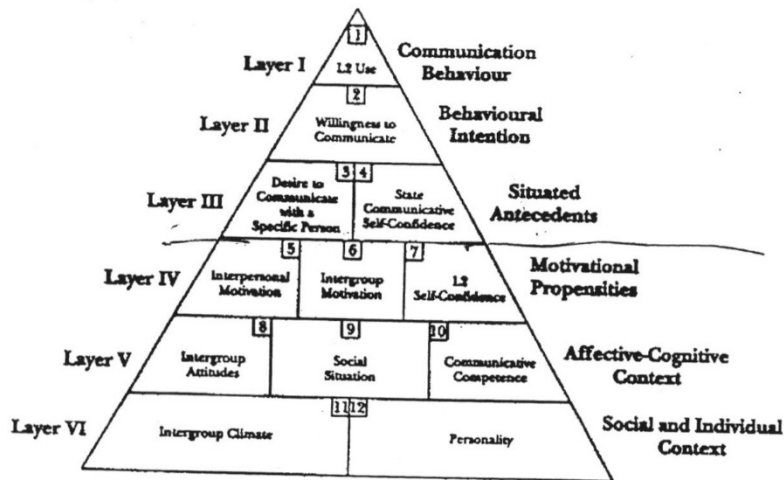 1
Layer I
L2 Use
Communication
Behaviour
2
Layer II
Willingness to
Communicate
Behavioural
Intention
3 4
Layer III
Desire to
Communicate
with a
Specific Person
State
Communicative
Self-Confidence
Situated
Antecedents
5 6 7
Layer IV
Interpersonal
Motivation
Intergroup
Motivation
L2
Self-Confidence
Motivational
Propensities
8 9 10
Layer V
Intergroup
Attitudes
Social
Situation
Communicative
Competence
Affective-Cognitive
Context
11 12
Layer VI
Intergroup Climate
Personality
Social and Individual
Context